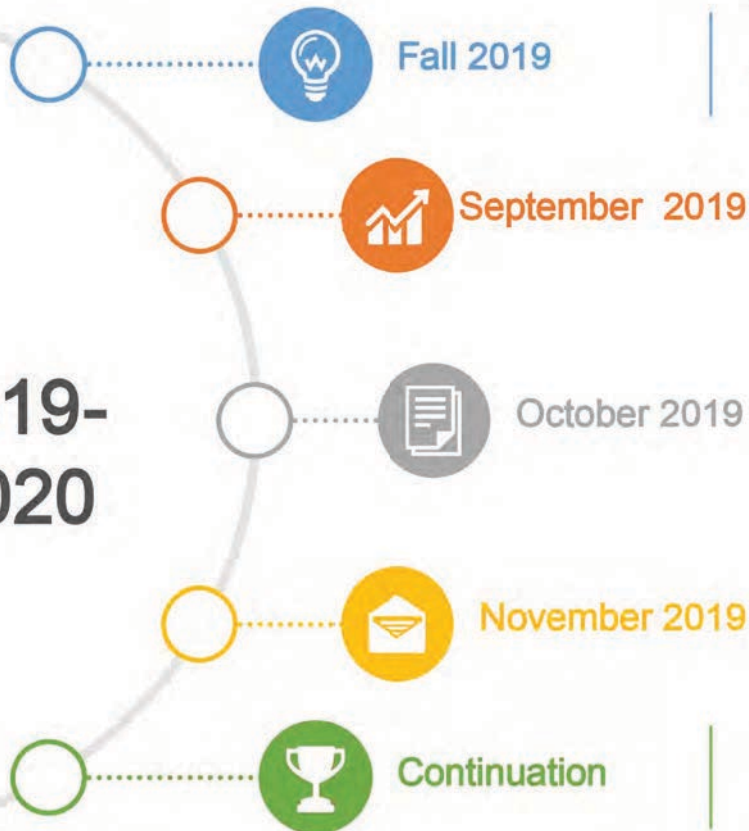 Fall 2019
September 2019
19-
October 2019
020
November 2019
Continuation